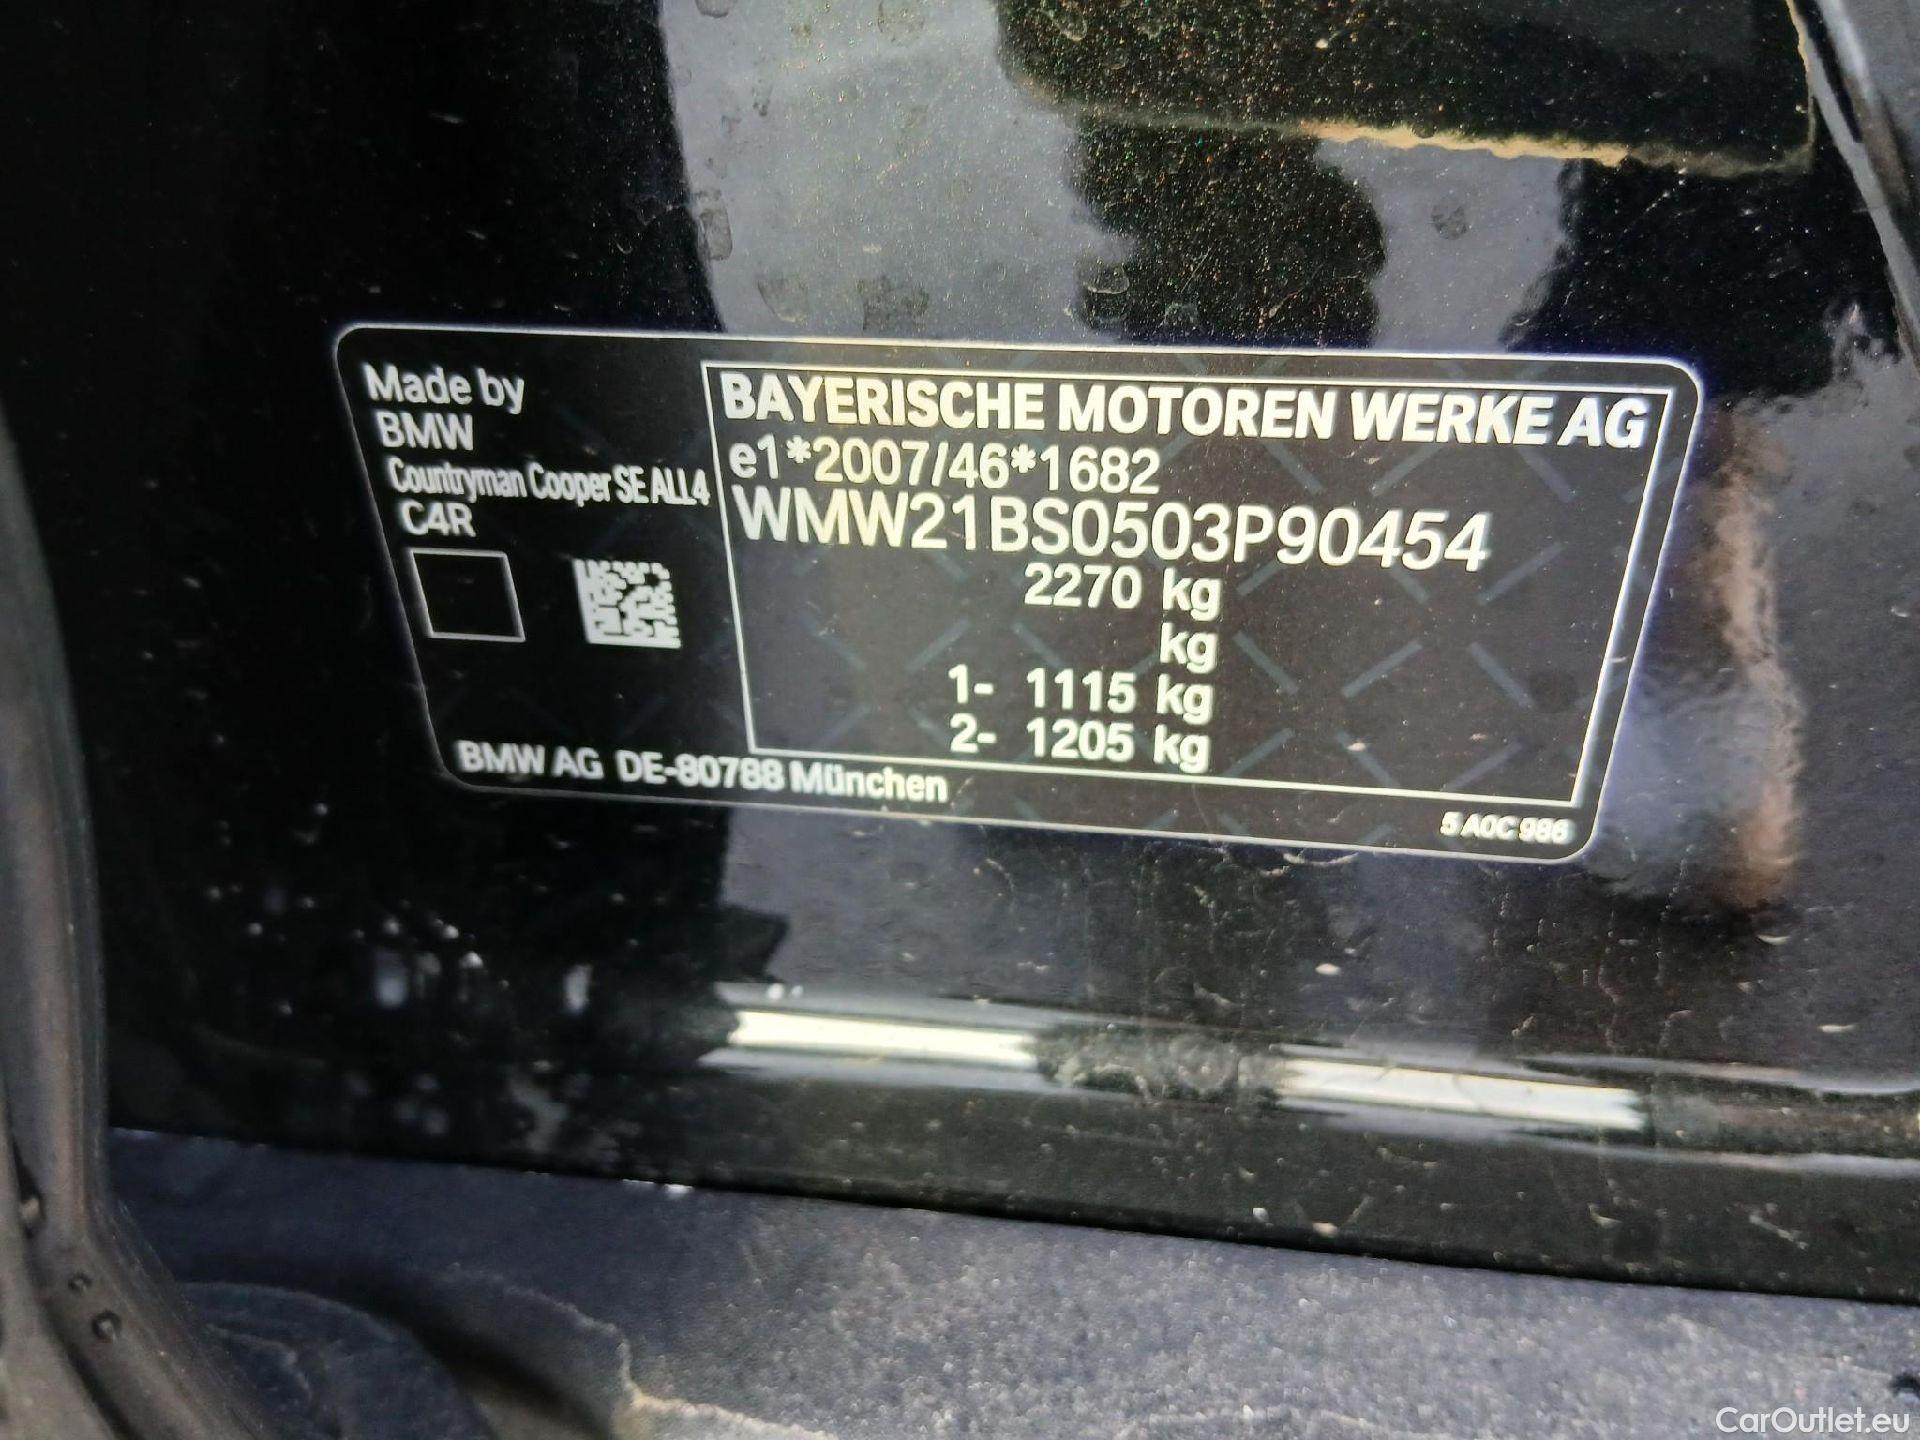 Made by
BMW
Countryman Cooper SE ALL4
C4R
BAYERISCHE MOTOREN WERKE AG
e1*2007/46*1682
WMW21BS0503P90454
2270 kg
kg
1- 1115 kg
2- 1205 kg
BMW AG DE-80788 München
5 A0C 986
CarOutlet.eu